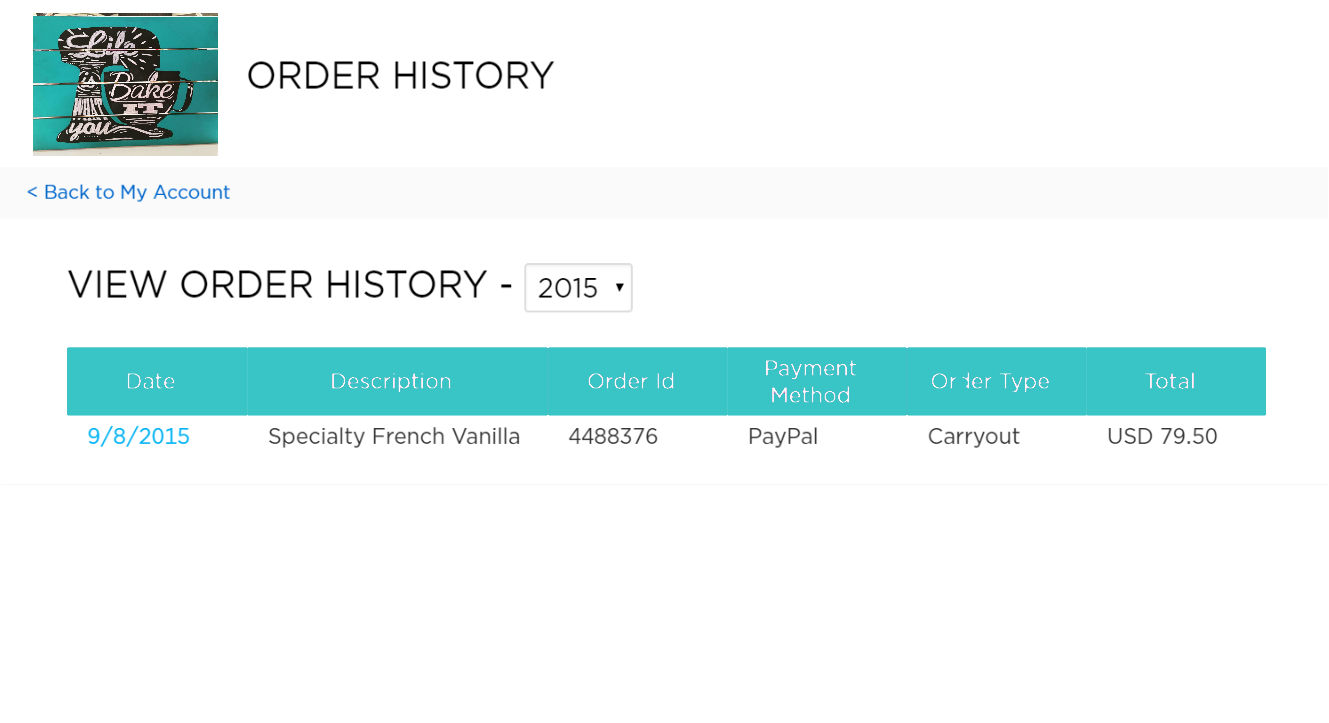 Life
is
WHAT
you
Bake
IT
ORDER HISTORY
< Back to My Account
VIEW ORDER HISTORY - 2015
Date Description Order Id Payment Method Order Type Total
9/8/2015 Specialty French Vanilla 4488376 PayPal Carryout USD 79.50